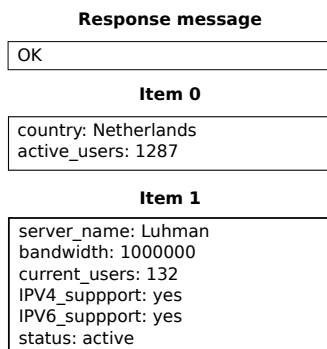 Response message
OK
Item 0
country: Netherlands
active_users: 1287
Item 1
server_name: Luhman
bandwidth: 1000000
current_users: 132
IPV4_suppport: yes
IPV6_suppport: yes
status: active